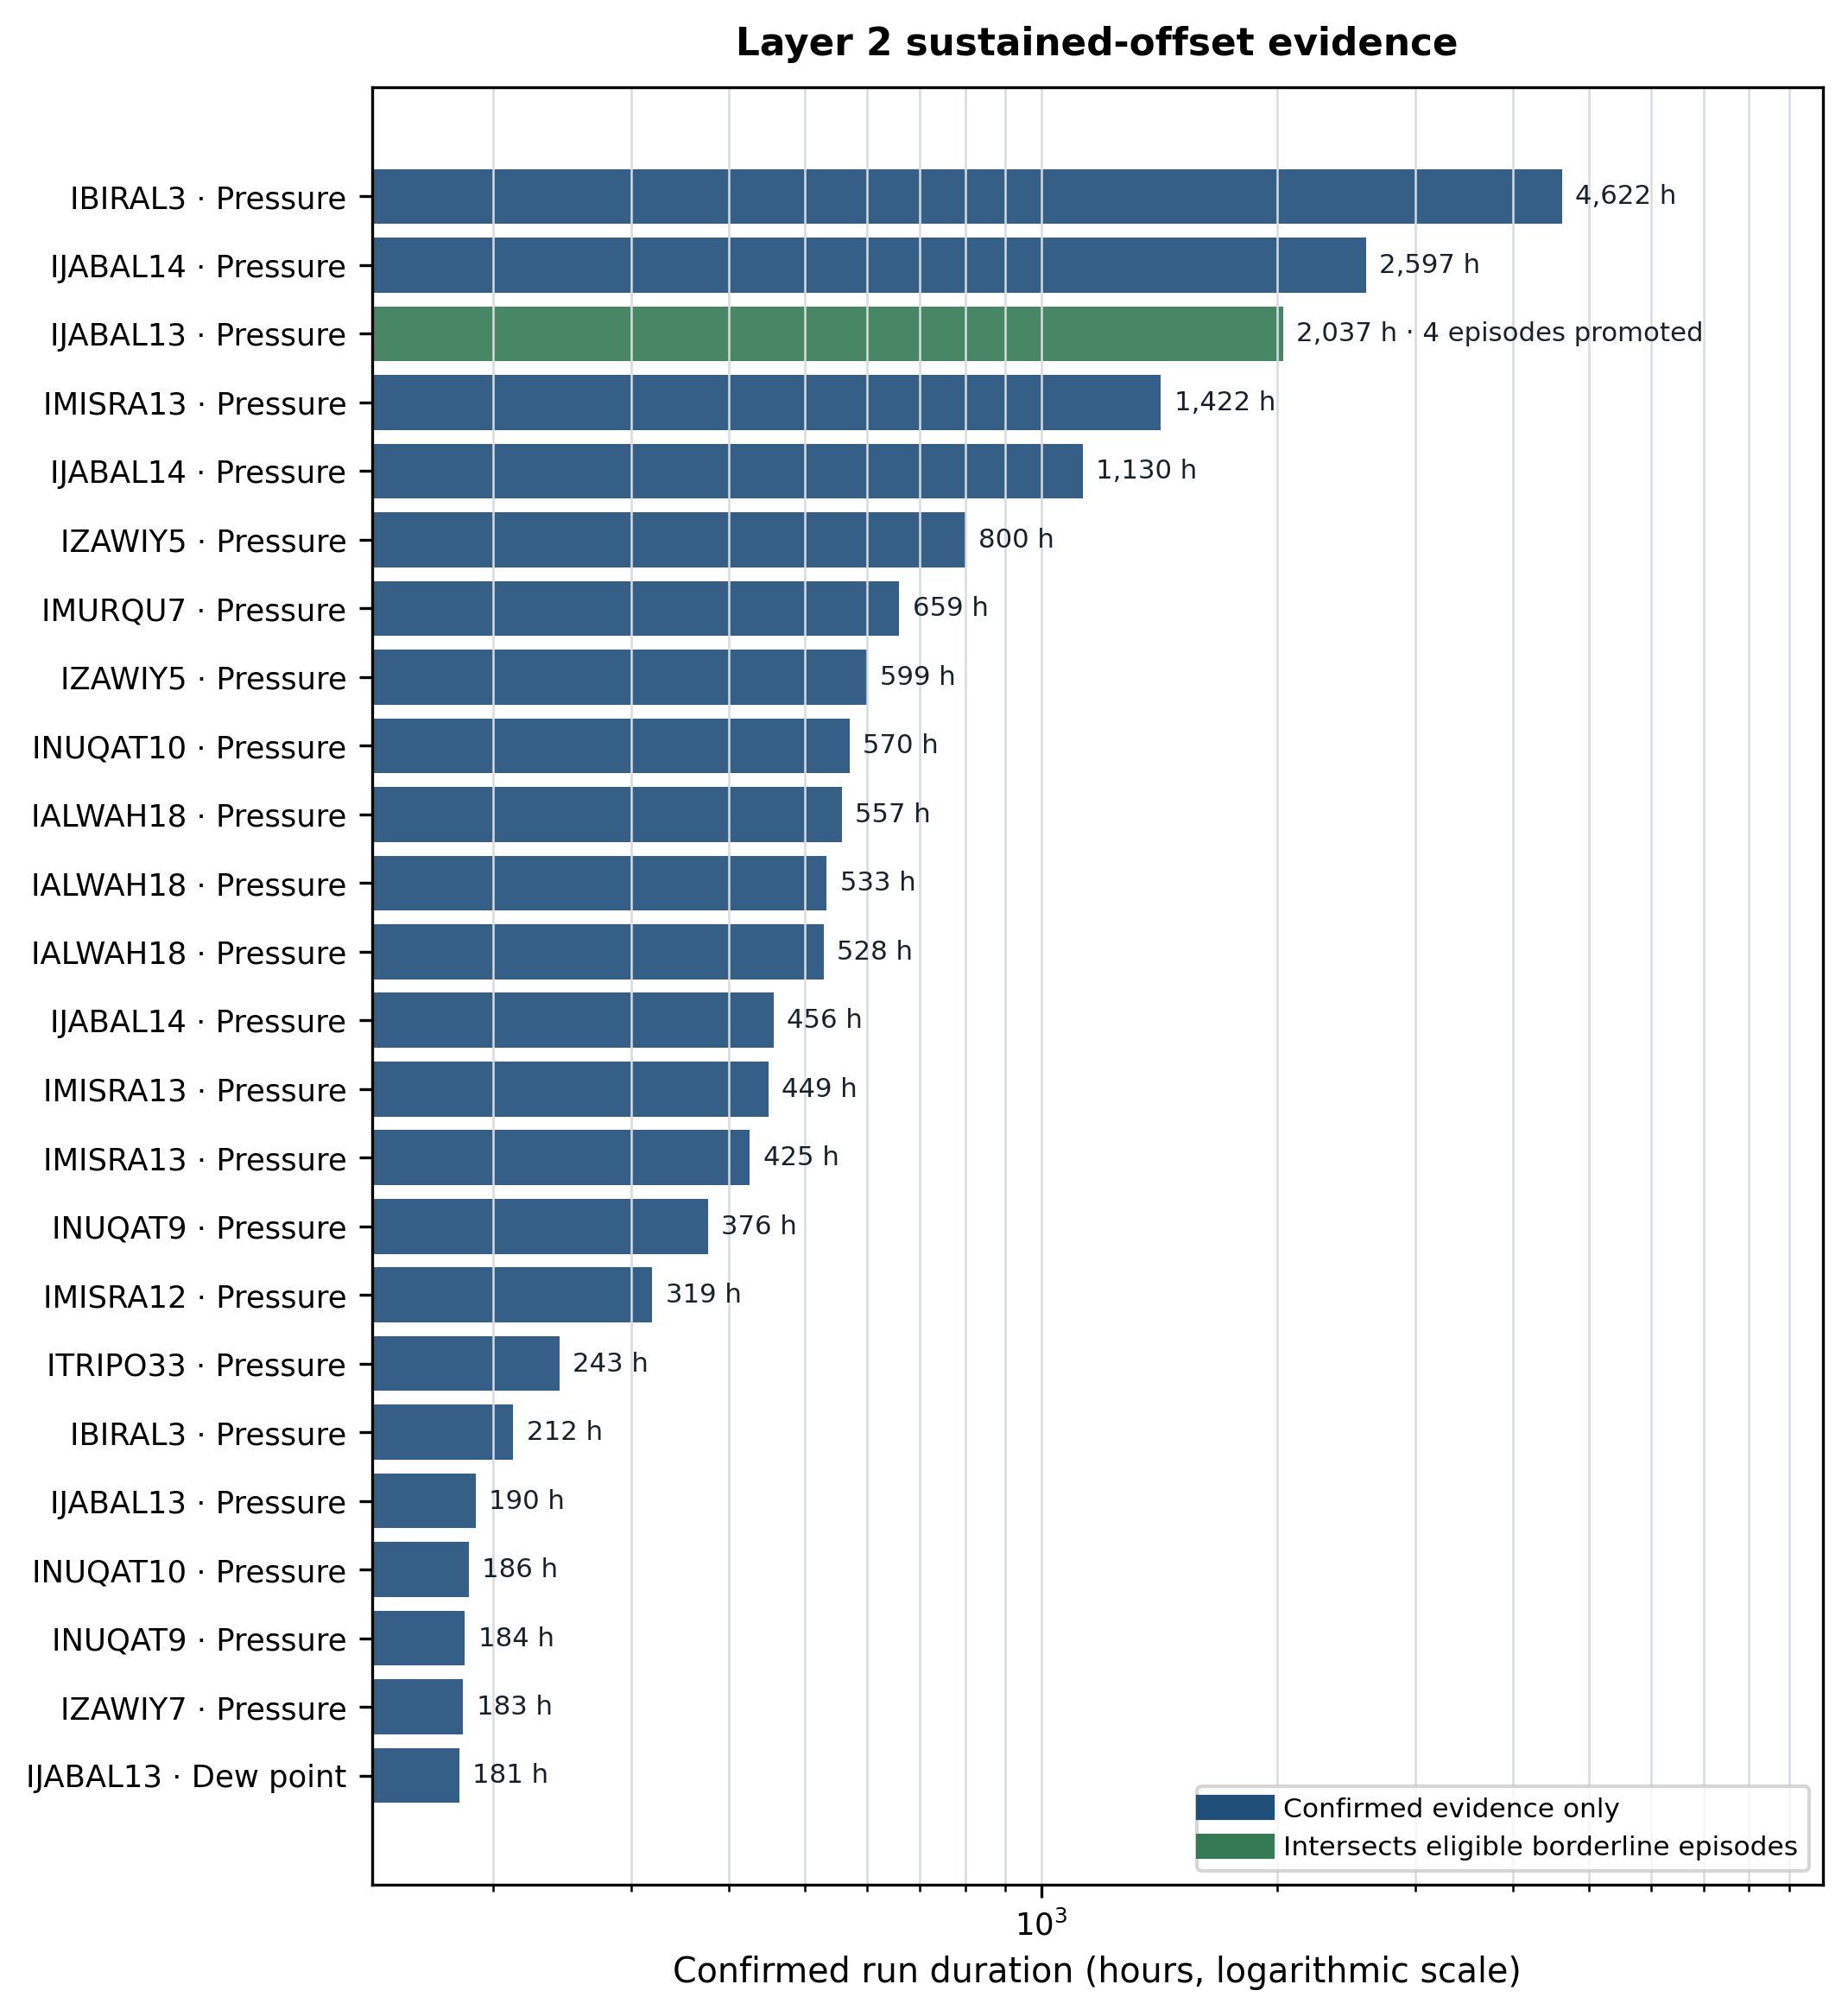 Layer 2 sustained-offset evidence
IBIRAL3 · Pressure 4,622 h
IJABAL14 · Pressure 2,597 h
IJABAL13 · Pressure 2,037 h · 4 episodes promoted
IMISRA13 · Pressure 1,422 h
IJABAL14 · Pressure 1,130 h
IZAWIY5 · Pressure 800 h
IMURQU7 · Pressure 659 h
IZAWIY5 · Pressure 599 h
INUQAT10 · Pressure 570 h
IALWAH18 · Pressure 557 h
IALWAH18 · Pressure 533 h
IALWAH18 · Pressure 528 h
IJABAL14 · Pressure 456 h
IMISRA13 · Pressure 449 h
IMISRA13 · Pressure 425 h
INUQAT9 · Pressure 376 h
IMISRA12 · Pressure 319 h
ITRIPO33 · Pressure 243 h
IBIRAL3 · Pressure 212 h
IJABAL13 · Pressure 190 h
INUQAT10 · Pressure 186 h
INUQAT9 · Pressure 184 h
IZAWIY7 · Pressure 183 h
IJABAL13 · Dew point 181 h
Confirmed evidence only
Intersects eligible borderline episodes
10³
Confirmed run duration (hours, logarithmic scale)